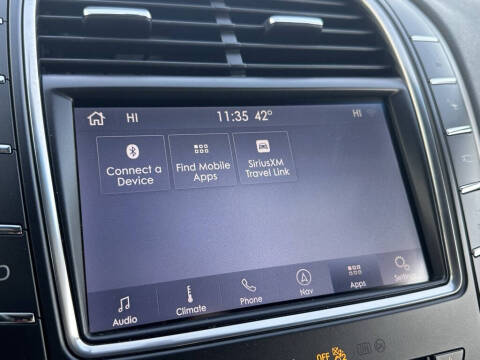 HI 11:35 42° HI
Connect a
Device
Find Mobile
Apps
SiriusXM
Travel Link
Audio
Climate
Phone
Nav
Apps
Settings
OFF